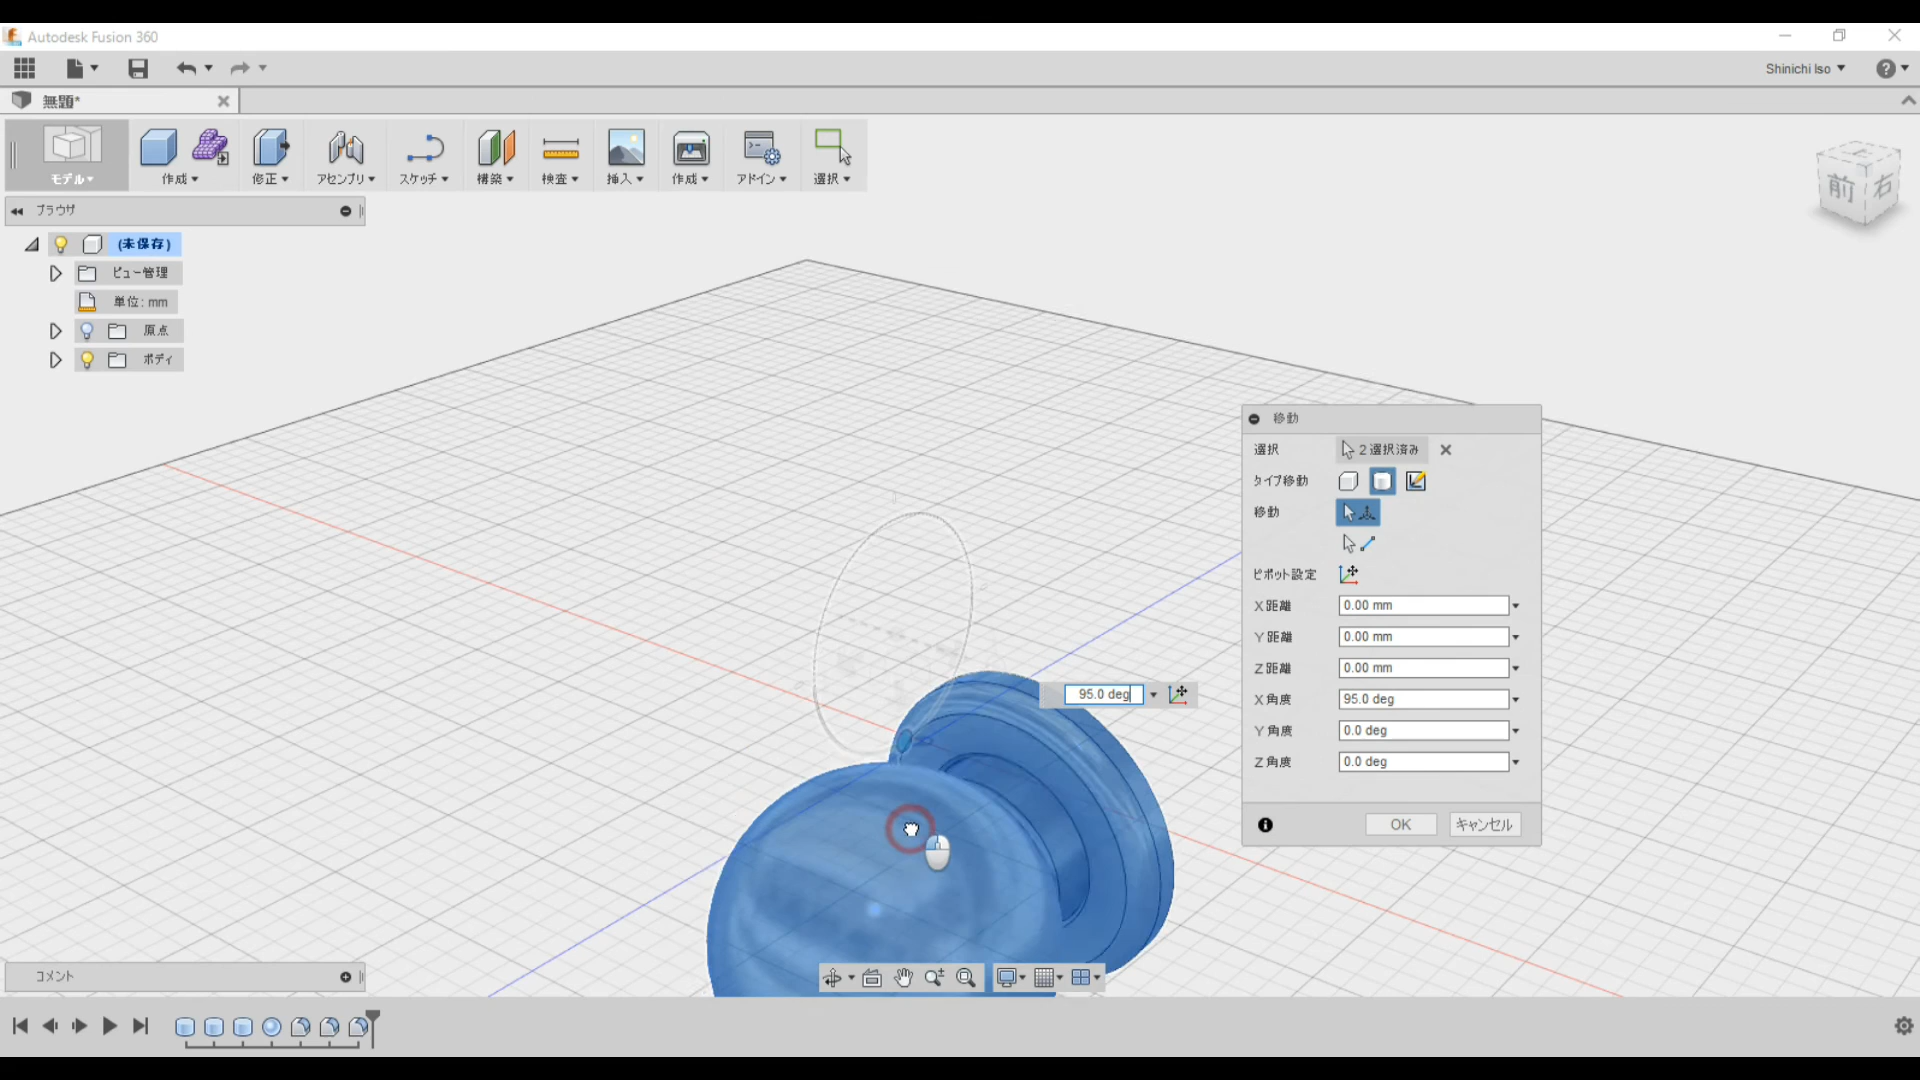 Autodesk Fusion 360
Shinichi Iso
無題*
モデル
作成
修正
アセンブリ
スケッチ
構築
検査
挿入
作成
アドイン
選択
ブラウザ
(未保存)
ビュー管理
単位: mm
原点
ボディ
前
右
移動
選択 2 選択済み
タイプ移動
移動
ピボット設定
X 距離 0.00 mm
Y 距離 0.00 mm
Z 距離 0.00 mm
95.0 deg
X 角度 95.0 deg
Y 角度 0.0 deg
Z 角度 0.0 deg
OK キャンセル
コメント